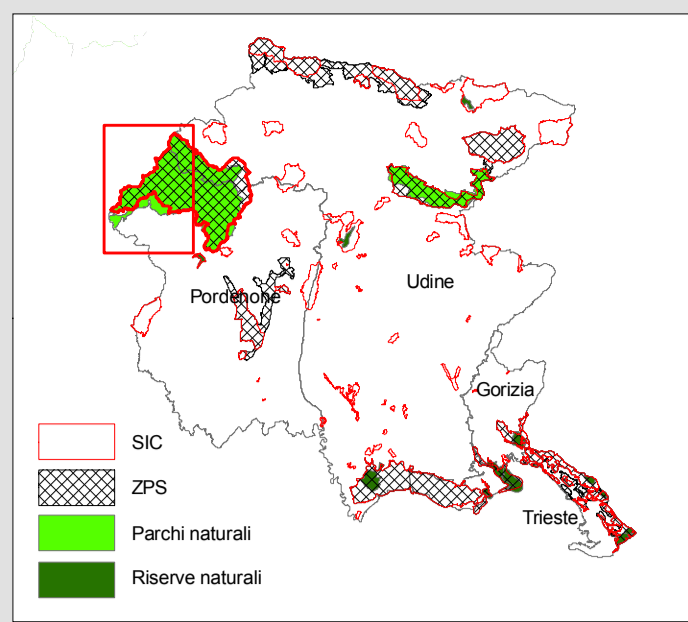 Udine
Pordenone
Gorizia
SIC
ZPS
Trieste
Parchi naturali
Riserve naturali